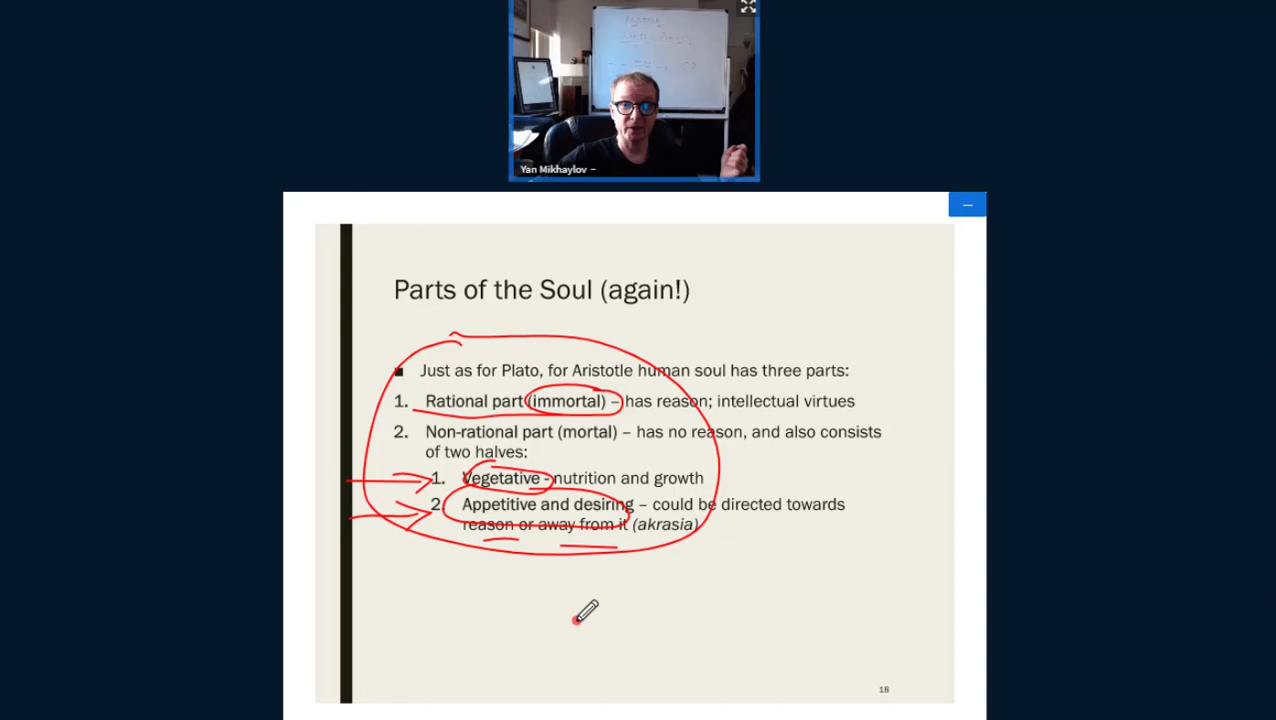 Yan Mikhaylov –
Parts of the Soul (again!)
■ Just as for Plato, for Aristotle human soul has three parts:
1. Rational part (immortal) – has reason; intellectual virtues
2. Non-rational part (mortal) – has no reason, and also consists
of two halves:
1. Vegetative - nutrition and growth
2. Appetitive and desiring – could be directed towards
reason or away from it (akrasia)
18